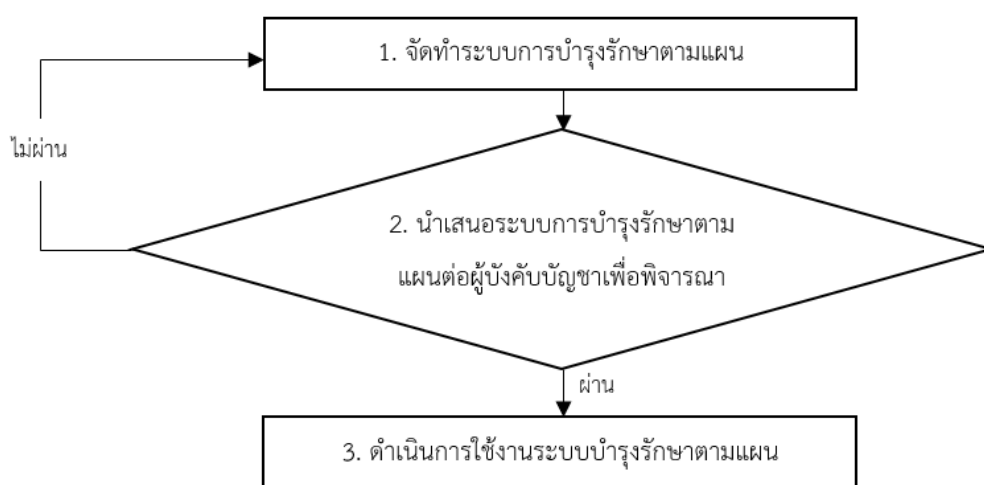 1. จัดทำระบบการบำรุงรักษาตามแผน
ไม่ผ่าน
2. นำเสนอระบบการบำรุงรักษาตาม
แผนต่อผู้บังคับบัญชาเพื่อพิจารณา
ผ่าน
3. ดำเนินการใช้งานระบบบำรุงรักษาตามแผน